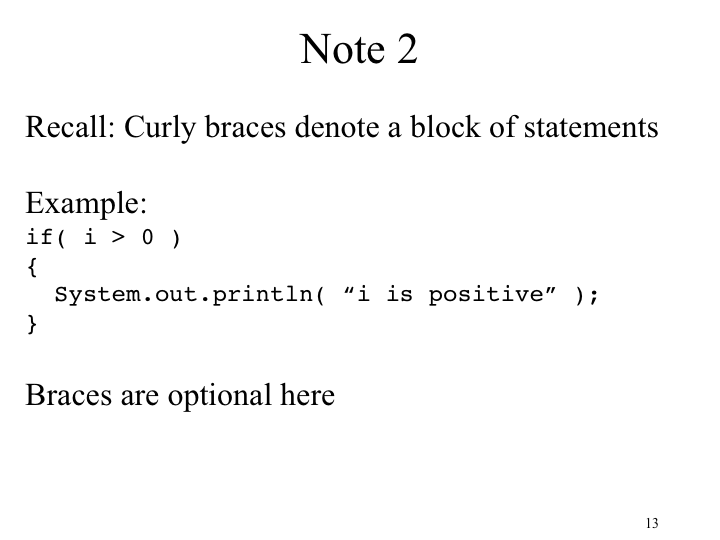 Note 2
Recall: Curly braces denote a block of statements
Example:
if( i > 0 )
{
  System.out.println( “i is positive” );
}
Braces are optional here
13